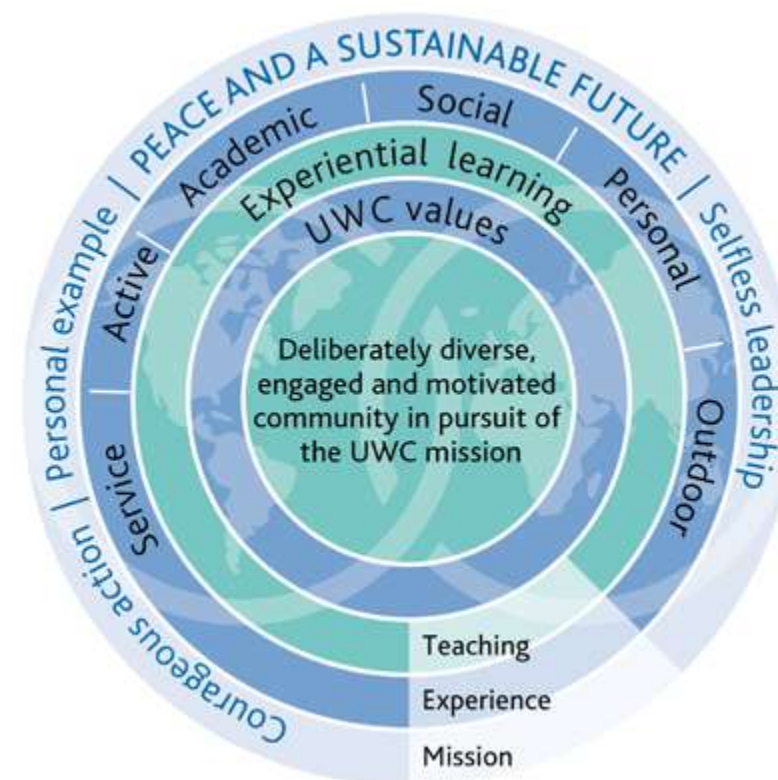 Courageous action | Personal example | PEACE AND A SUSTAINABLE FUTURE | Selfless leadership
Service
Active
Academic
Social
Personal
Outdoor
Experiential learning
UWC values
Deliberately diverse,
engaged and motivated
community in pursuit of
the UWC mission
Teaching
Experience
Mission